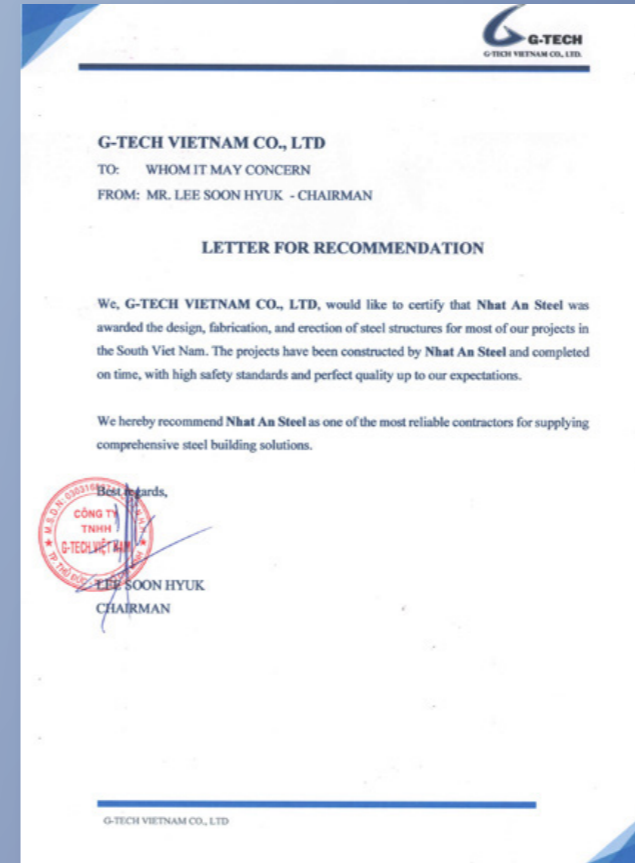 G-TECH
G-TECH VIETNAM CO., LTD.
G-TECH VIETNAM CO., LTD
TO: WHOM IT MAY CONCERN
FROM: MR. LEE SOON HYUK - CHAIRMAN
LETTER FOR RECOMMENDATION
We, G-TECH VIETNAM CO., LTD, would like to certify that Nhat An Steel was
awarded the design, fabrication, and erection of steel structures for most of our projects in
the South Viet Nam. The projects have been constructed by Nhat An Steel and completed
on time, with high safety standards and perfect quality up to our expectations.
We hereby recommend Nhat An Steel as one of the most reliable contractors for supplying
comprehensive steel building solutions.
Best regards,
M.S.D.N:
CÔNG TY
TNHH
G-TECH VIỆT NAM
TP. THỦ ĐỨC
LEE SOON HYUK
CHAIRMAN
G-TECH VIETNAM CO., LTD